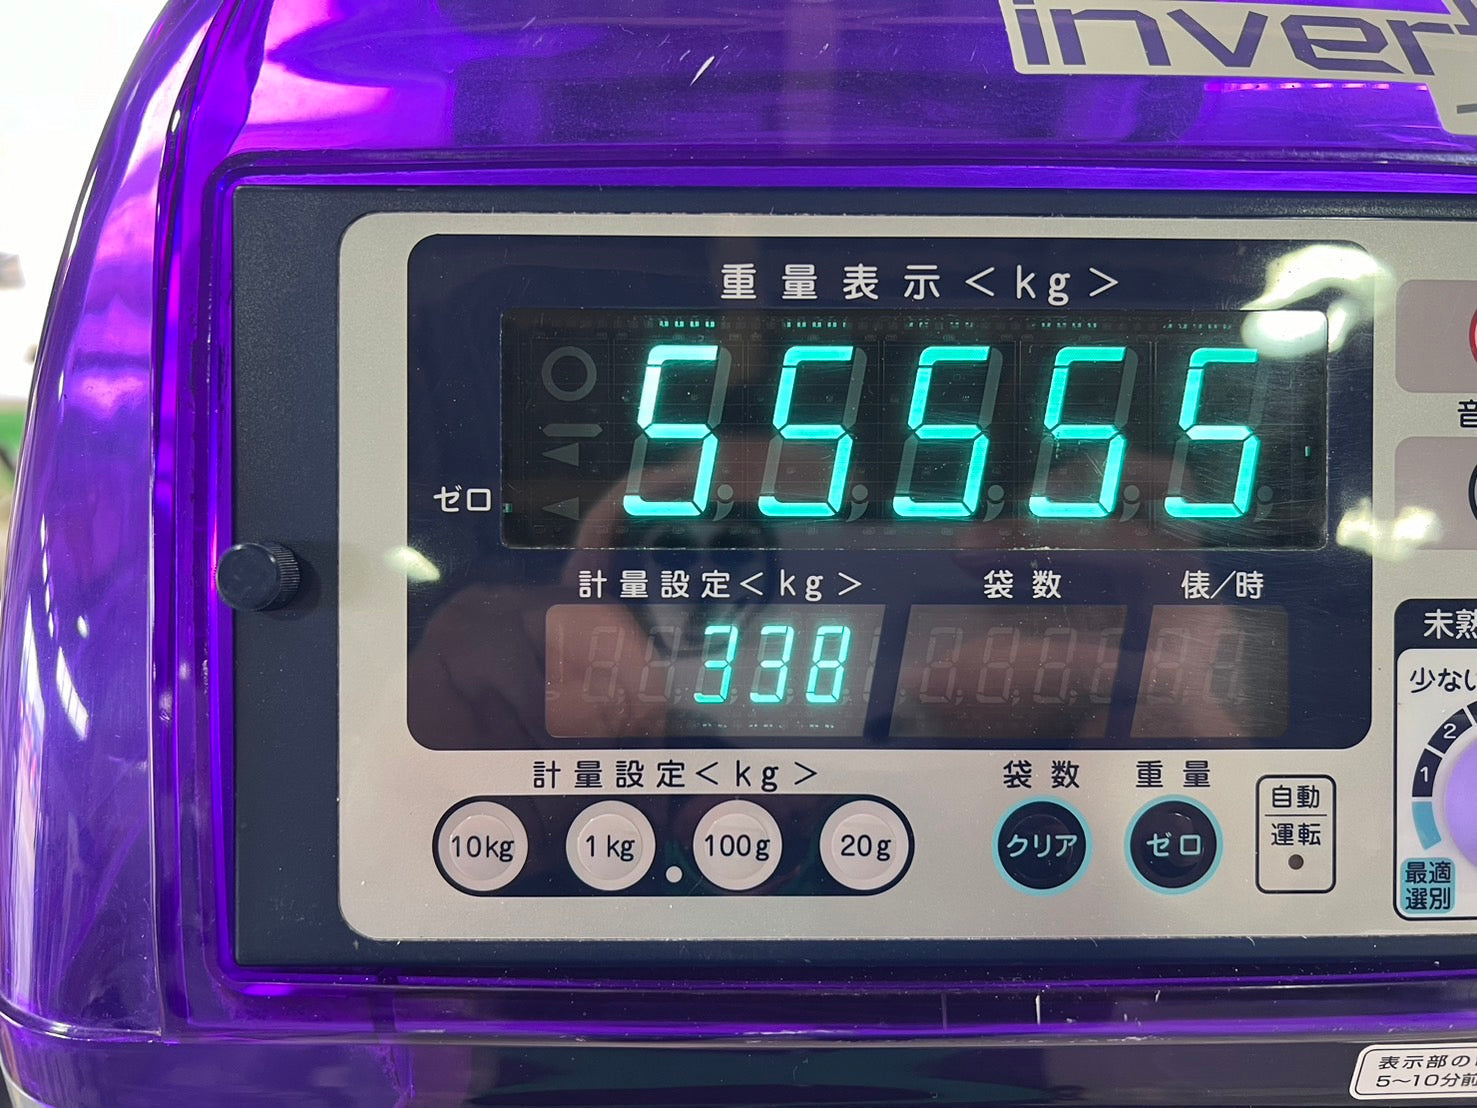 inver
重量表示<kg>
55555
ゼロ
計量設定<kg> 袋数 俵/時
338
計量設定<kg> 袋数 重量
10kg 1kg 100g 20g クリア ゼロ
自動
運転
音
未熟
少ない
2
1
最適
選別
表示部の
5〜10分前